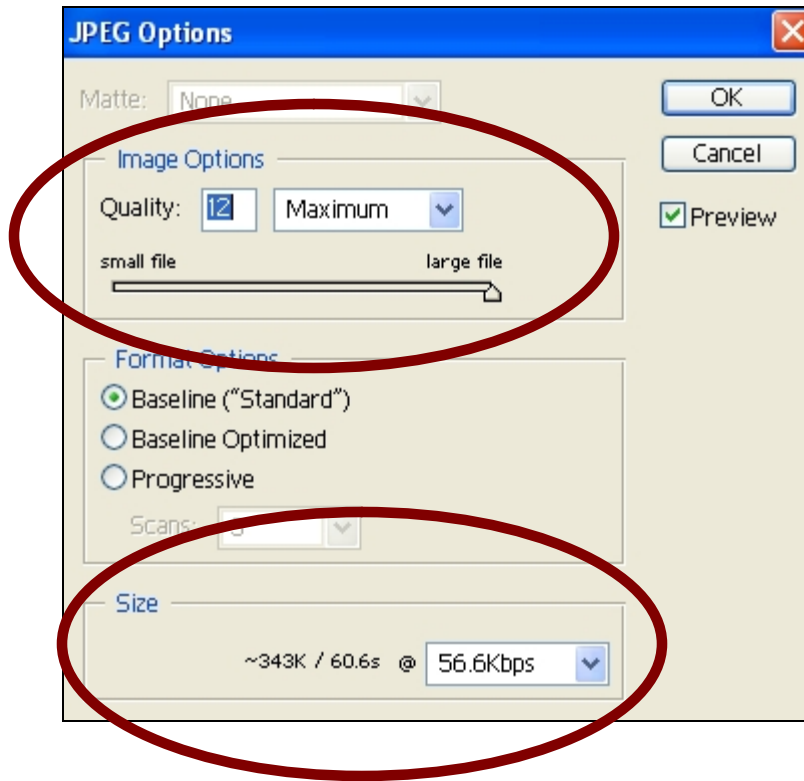 JPEG Options
Matte: None
OK
Cancel
Preview
Image Options
Quality: 12 Maximum
small file large file
Format Options
Baseline ("Standard")
Baseline Optimized
Progressive
Scans:
Size
~343K / 60.6s @ 56.6Kbps